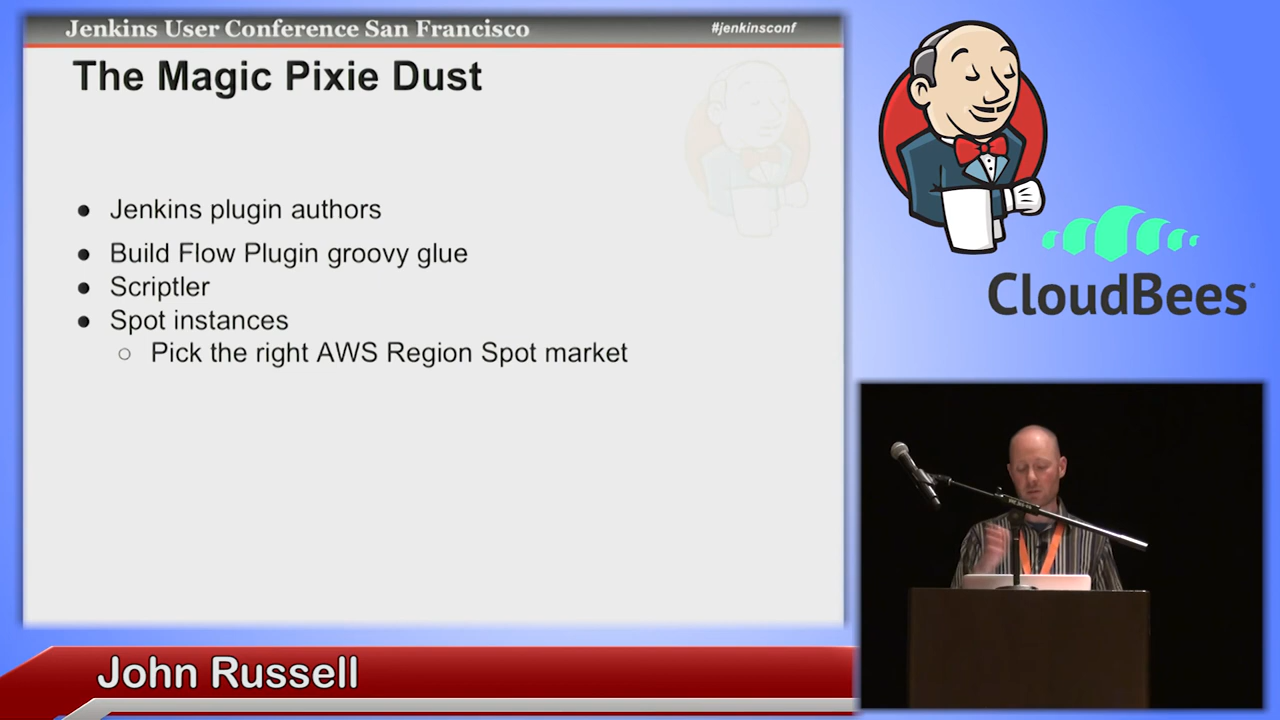 Jenkins User Conference San Francisco
#jenkinsconf
The Magic Pixie Dust
Jenkins plugin authors
Build Flow Plugin groovy glue
Scriptler
Spot instances
Pick the right AWS Region Spot market
CloudBees
John Russell